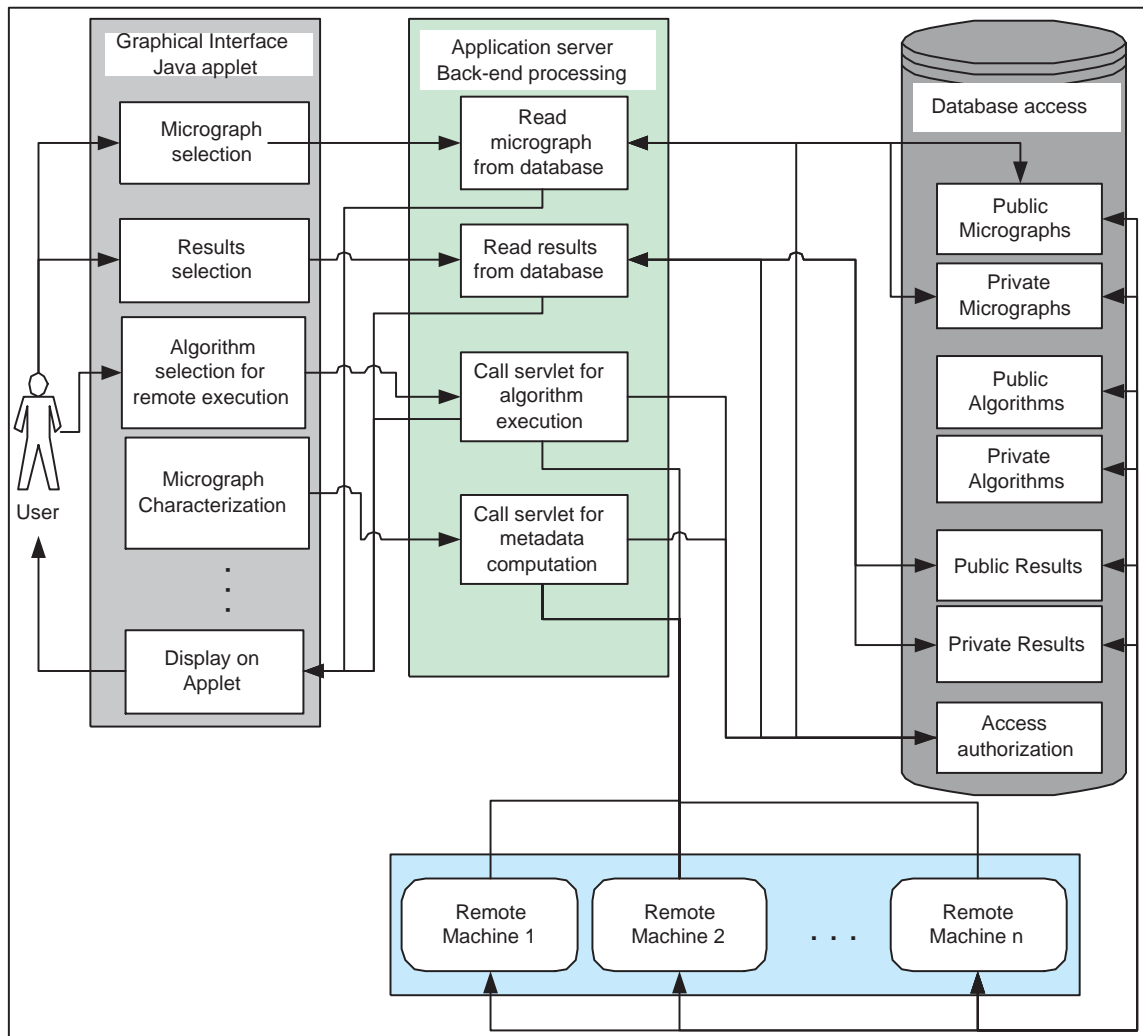 Graphical Interface
Java applet
Micrograph
selection
Results
selection
Algorithm
selection for
remote execution
Micrograph
Characterization
. . .
Display on
Applet
User
Application server
Back-end processing
Read
micrograph
from database
Read results
from database
Call servlet for
algorithm
execution
Call servlet for
metadata
computation
Database access
Public
Micrographs
Private
Micrographs
Public
Algorithms
Private
Algorithms
Public Results
Private Results
Access
authorization
Remote
Machine 1
Remote
Machine 2
. . .
Remote
Machine n